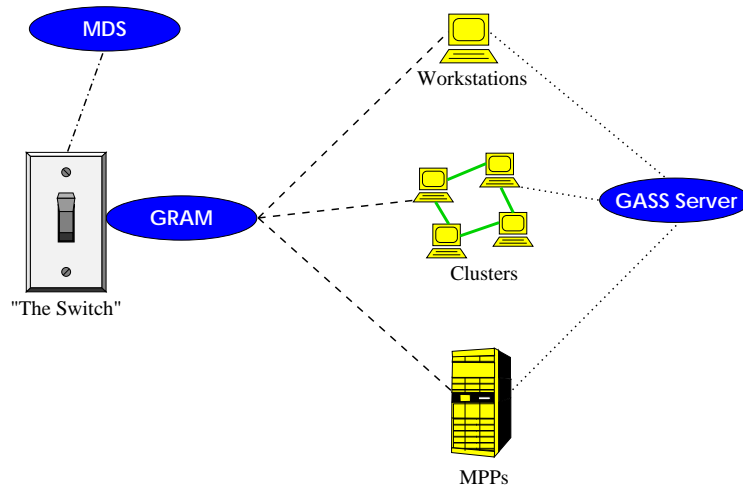 MDS
Workstations
GRAM
GASS Server
Clusters
"The Switch"
MPPs